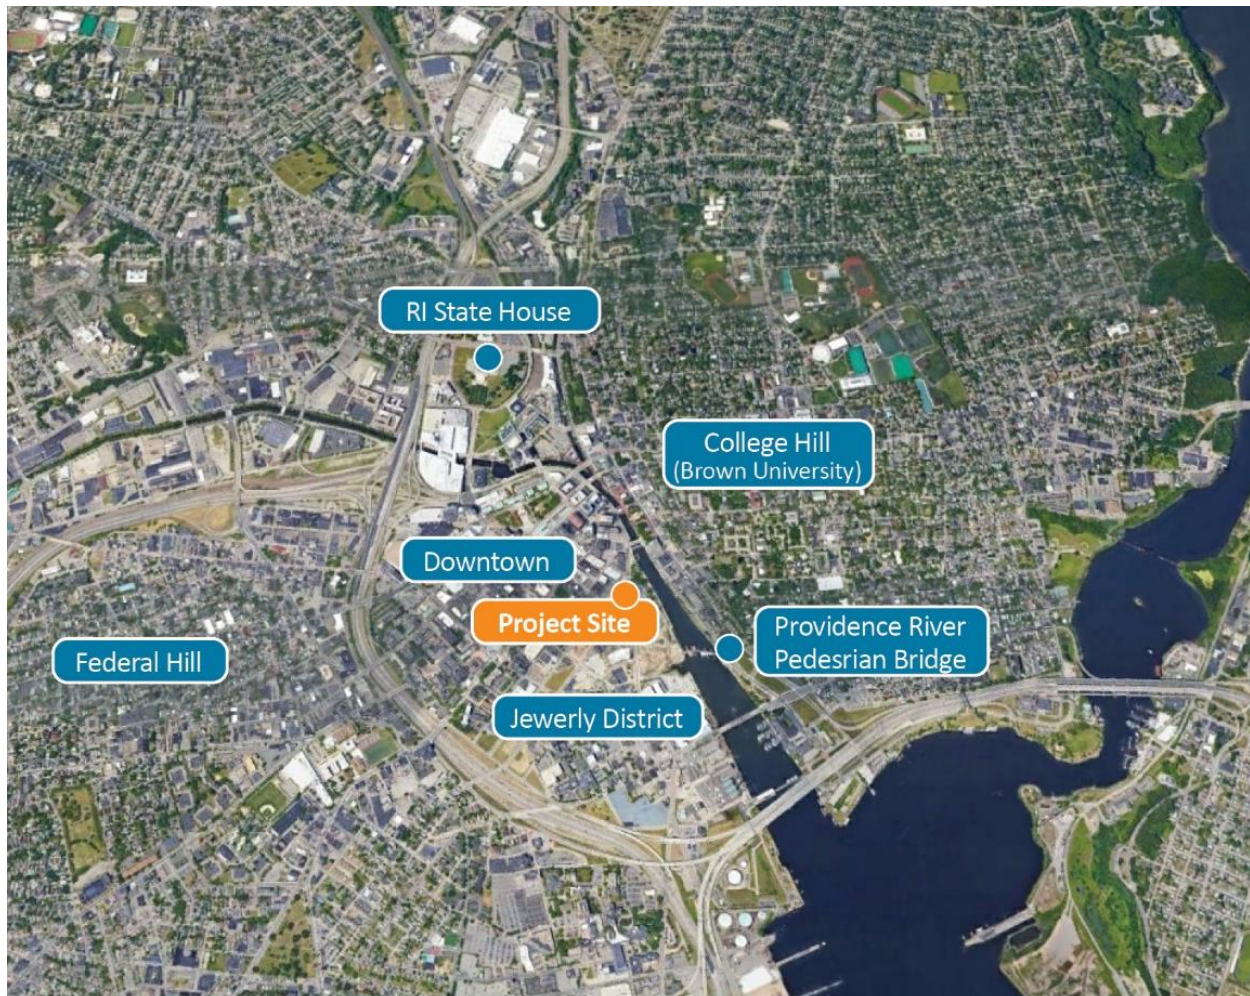 RI State House
College Hill
(Brown University)
Downtown
Project Site
Providence River
Pedesrian Bridge
Federal Hill
Jewerly District